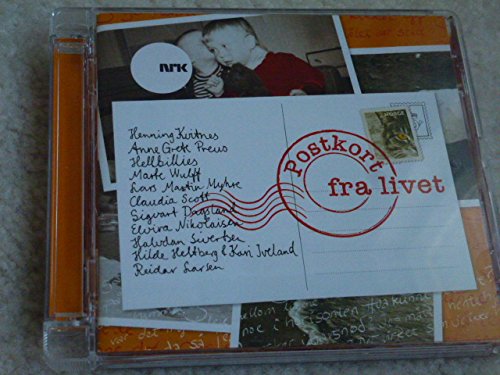 NRK
Henning Kvitnes
Anne Grete Preus
Hellbillies
Marte Wulff
Lars Martin Myhre
Claudia Scott
Sigvart Dagsland
Elvira Nikolaisen
Halvdan Sivertsen
Hilde Heltberg & Kari Iveland
Reidar Larsen
Postkort
fra livet
NORGE